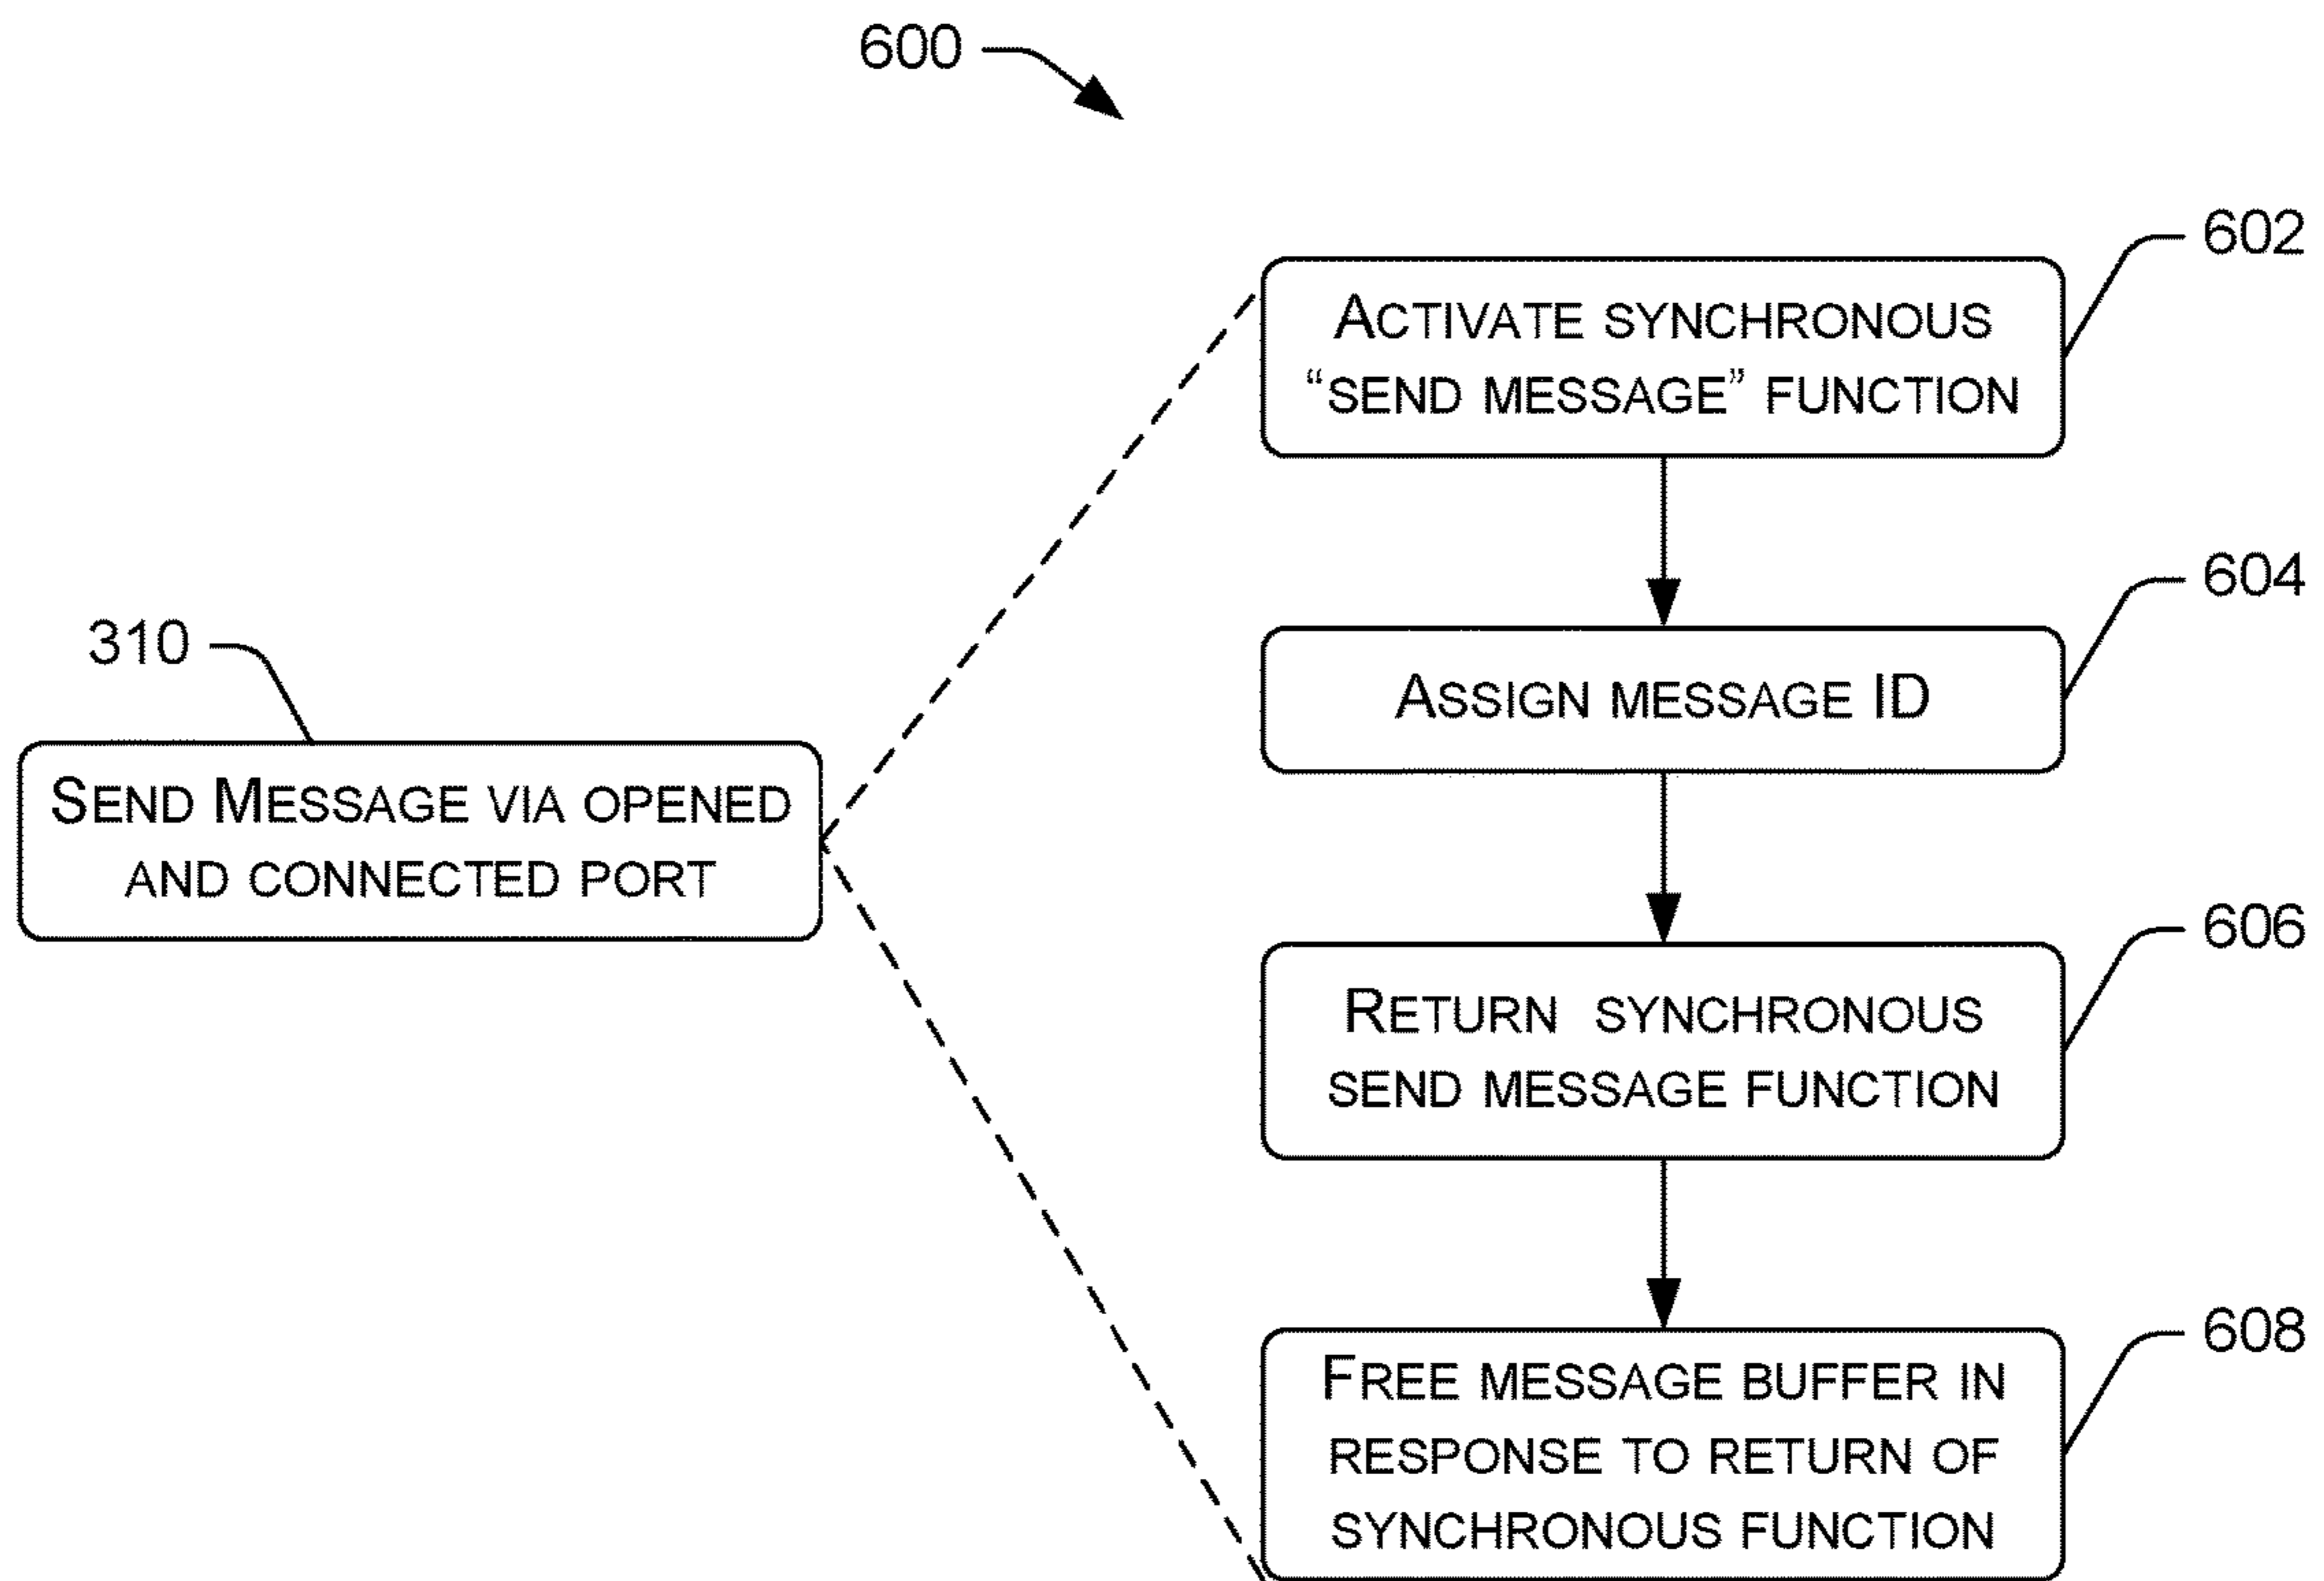 600
602
ACTIVATE SYNCHRONOUS
“SEND MESSAGE” FUNCTION
604
ASSIGN MESSAGE ID
310
SEND MESSAGE VIA OPENED
AND CONNECTED PORT
606
RETURN SYNCHRONOUS
SEND MESSAGE FUNCTION
608
FREE MESSAGE BUFFER IN
RESPONSE TO RETURN OF
SYNCHRONOUS FUNCTION